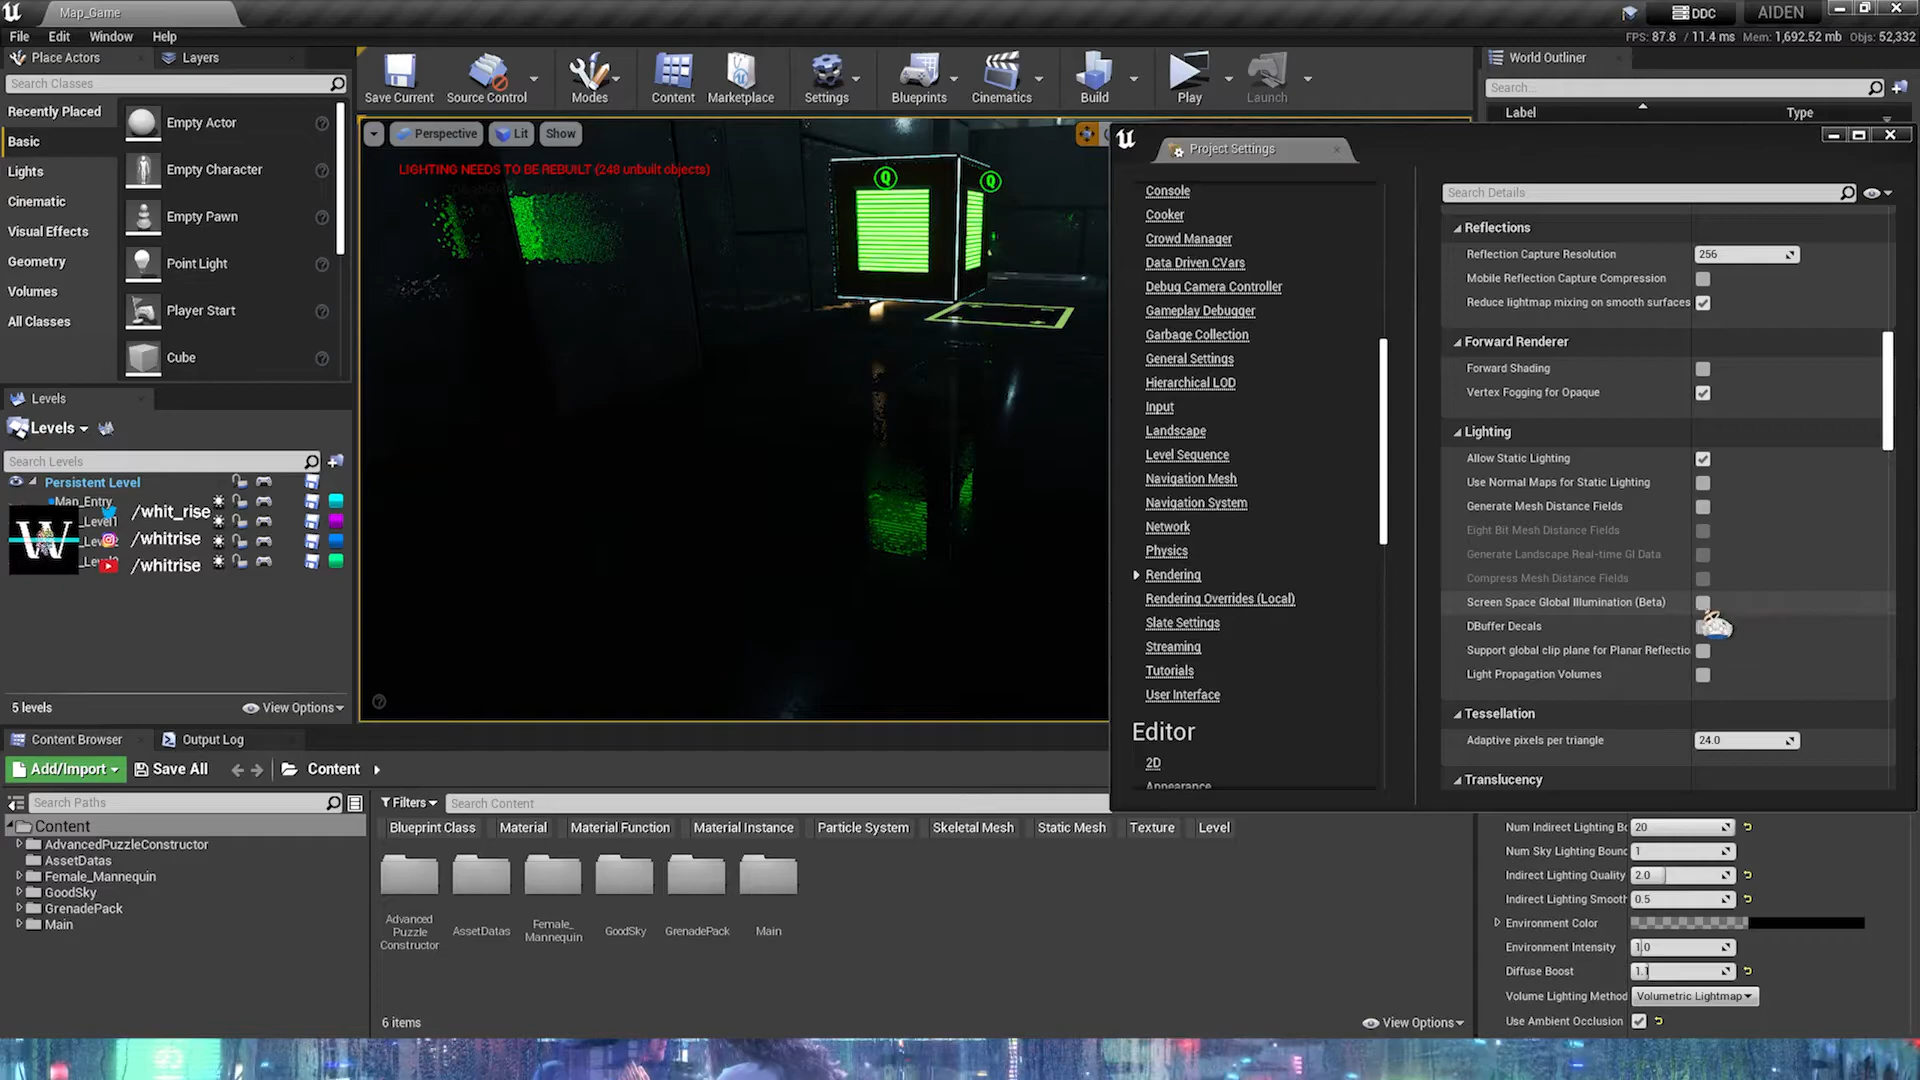 Map_Game
DDC
AIDEN
File
Edit
Window
Help
FPS: 87.8 / 11.4 ms Mem: 1,692.52 mb Objs: 52,332
Place Actors
Layers
Search Classes
Recently Placed
Basic
Lights
Cinematic
Visual Effects
Geometry
Volumes
All Classes
Empty Actor
Empty Character
Empty Pawn
Point Light
Player Start
Cube
Save Current
Source Control
Modes
Content
Marketplace
Settings
Blueprints
Cinematics
Build
Play
Launch
World Outliner
Search...
Label
Type
Perspective
Lit
Show
LIGHTING NEEDS TO BE REBUILT (248 unbuilt objects)
Q
Q
Levels
Levels
Search Levels
Persistent Level
Map_Entry
_Level1
_Le
_Le
W
/whit_rise
/whitrise
/whitrise
5 levels
View Options
Project Settings
Console
Cooker
Crowd Manager
Data Driven CVars
Debug Camera Controller
Gameplay Debugger
Garbage Collection
General Settings
Hierarchical LOD
Input
Landscape
Level Sequence
Navigation Mesh
Navigation System
Network
Physics
Rendering
Rendering Overrides (Local)
Slate Settings
Streaming
Tutorials
User Interface
Editor
2D
Appearance
Search Details
Reflections
Reflection Capture Resolution 256
Mobile Reflection Capture Compression
Reduce lightmap mixing on smooth surfaces
Forward Renderer
Forward Shading
Vertex Fogging for Opaque
Lighting
Allow Static Lighting
Use Normal Maps for Static Lighting
Generate Mesh Distance Fields
Eight Bit Mesh Distance Fields
Generate Landscape Real-time GI Data
Compress Mesh Distance Fields
Screen Space Global Illumination (Beta)
DBuffer Decals
Support global clip plane for Planar Reflectio
Light Propagation Volumes
Tessellation
Adaptive pixels per triangle 24.0
Translucency
Content Browser
Output Log
Add/Import
Save All
Content
Search Paths
Content
AdvancedPuzzleConstructor
AssetDatas
Female_Mannequin
GoodSky
GrenadePack
Main
Filters
Search Content
Blueprint Class
Material
Material Function
Material Instance
Particle System
Skeletal Mesh
Static Mesh
Texture
Level
Advanced
Puzzle
Constructor
AssetDatas
Female_
Mannequin
GoodSky
GrenadePack
Main
6 items
View Options
Num Indirect Lighting Bo 20
Num Sky Lighting Bounc 1
Indirect Lighting Quality 2.0
Indirect Lighting Smooth 0.5
Environment Color
Environment Intensity 1.0
Diffuse Boost 1.1
Volume Lighting Method Volumetric Lightmap
Use Ambient Occlusion